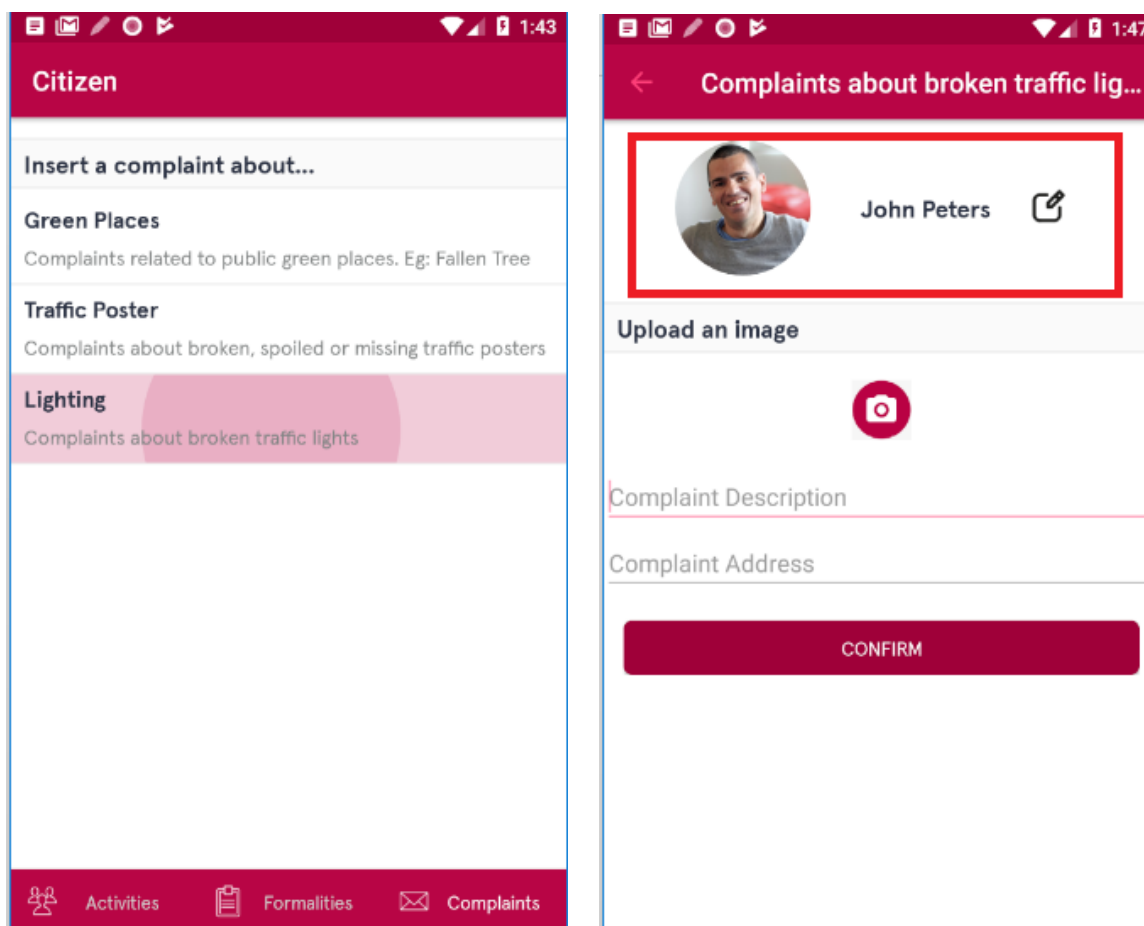 1:43
Citizen
Insert a complaint about...
Green Places
Complaints related to public green places. Eg: Fallen Tree
Traffic Poster
Complaints about broken, spoiled or missing traffic posters
Lighting
Complaints about broken traffic lights
Activities Formalities Complaints
1:47
Complaints about broken traffic lig...
John Peters
Upload an image
Complaint Description
Complaint Address
CONFIRM